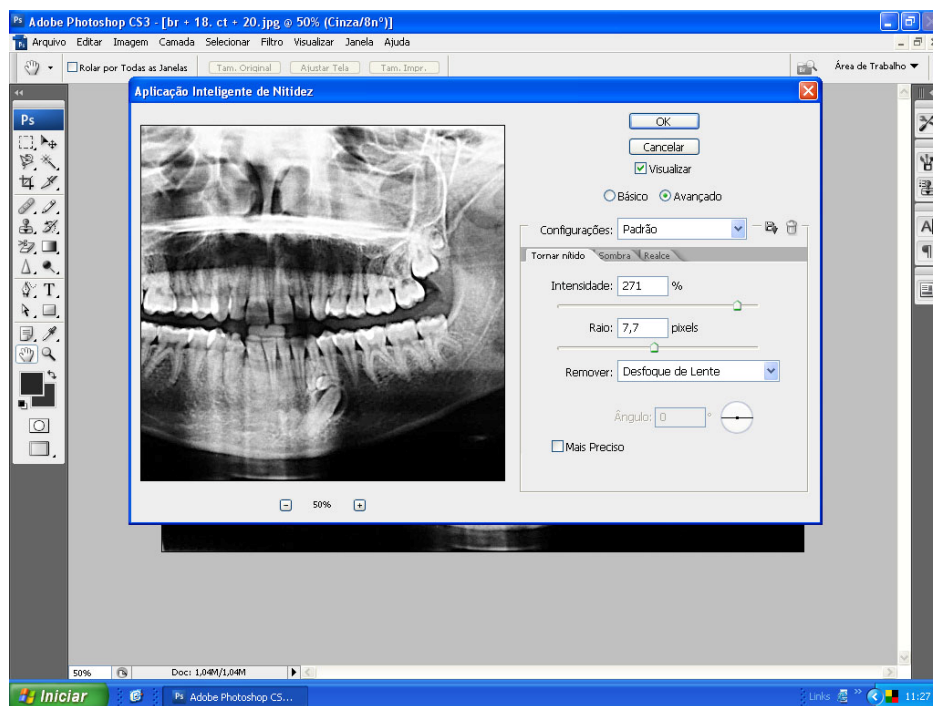 Adobe Photoshop CS3 - [br + 18. ct + 20.jpg @ 50% (Cinza/8nº)]
Arquivo Editar Imagem Camada Selecionar Filtro Visualizar Janela Ajuda
Rolar por Todas as Janelas Tam. Original Ajustar Tela Tam. Impr. Área de Trabalho
Aplicação Inteligente de Nitidez
Ps
OK
Cancelar
Visualizar
Básico Avançado
Configurações: Padrão
Tornar nítido Sombra Realce
Intensidade: 271 %
Raio: 7,7 pixels
Remover: Desfoque de Lente
Ângulo: 0 °
Mais Preciso
50%
50% Doc: 1,04M/1,04M
Iniciar Ps Adobe Photoshop CS... Links 11:27